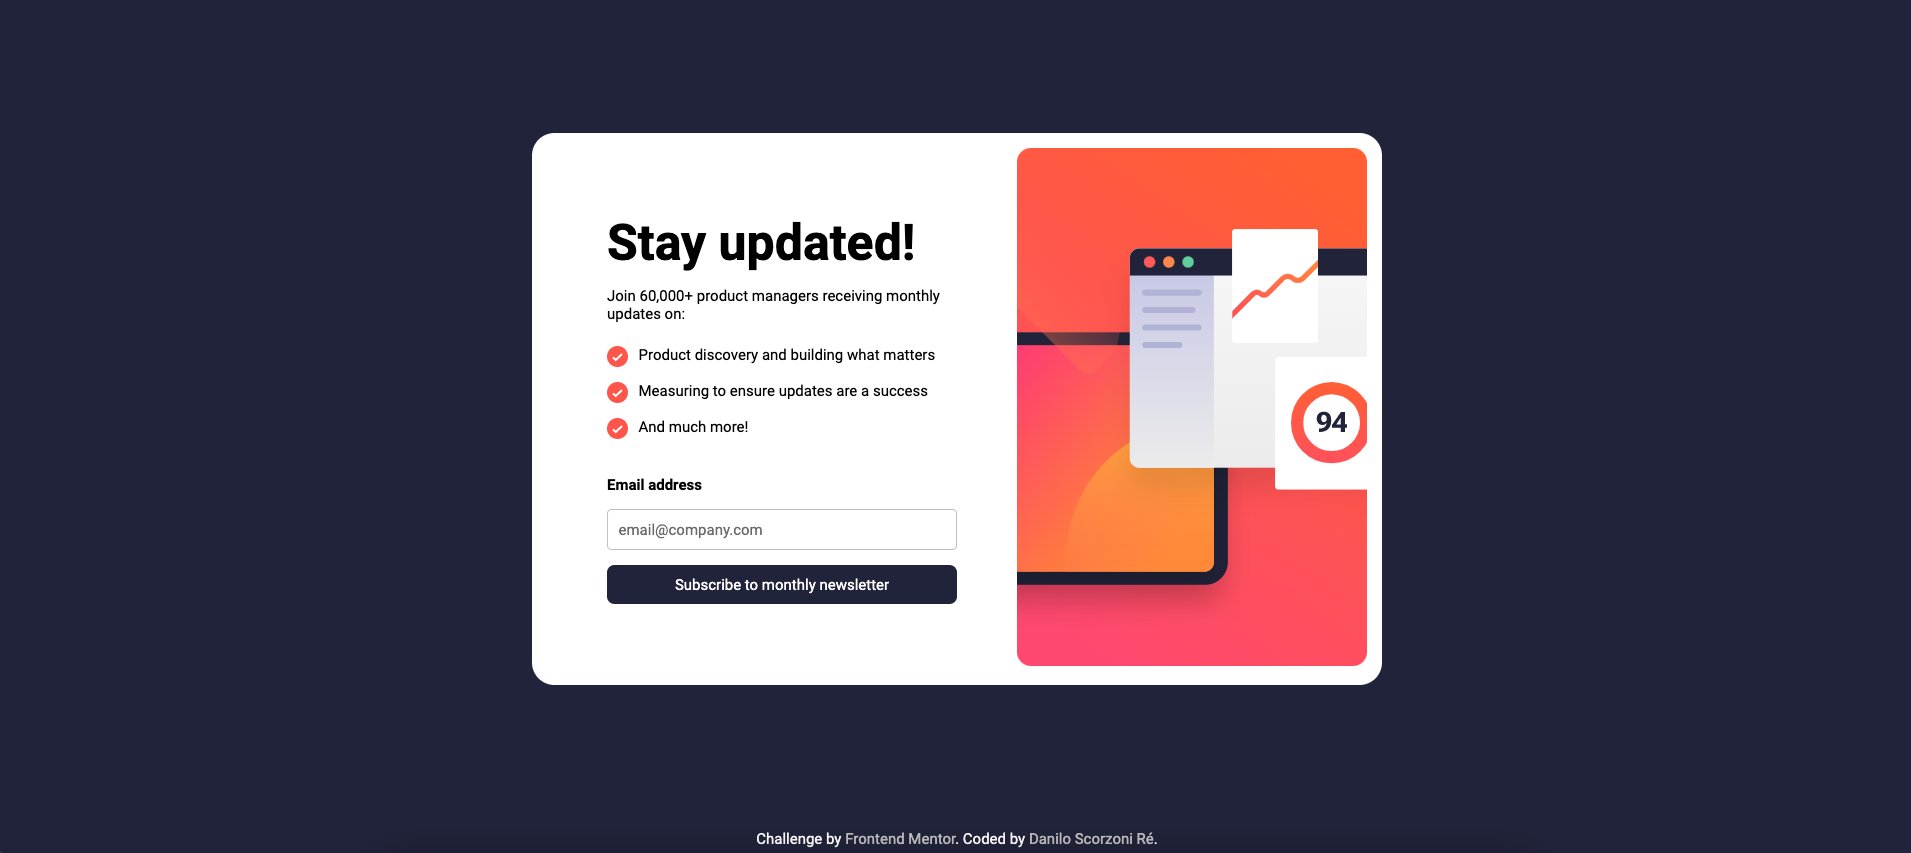 Stay updated!
Join 60,000+ product managers receiving monthly
updates on:
Product discovery and building what matters
Measuring to ensure updates are a success
And much more!
Email address
email@company.com
Subscribe to monthly newsletter
94
Challenge by Frontend Mentor. Coded by Danilo Scorzoni Ré.